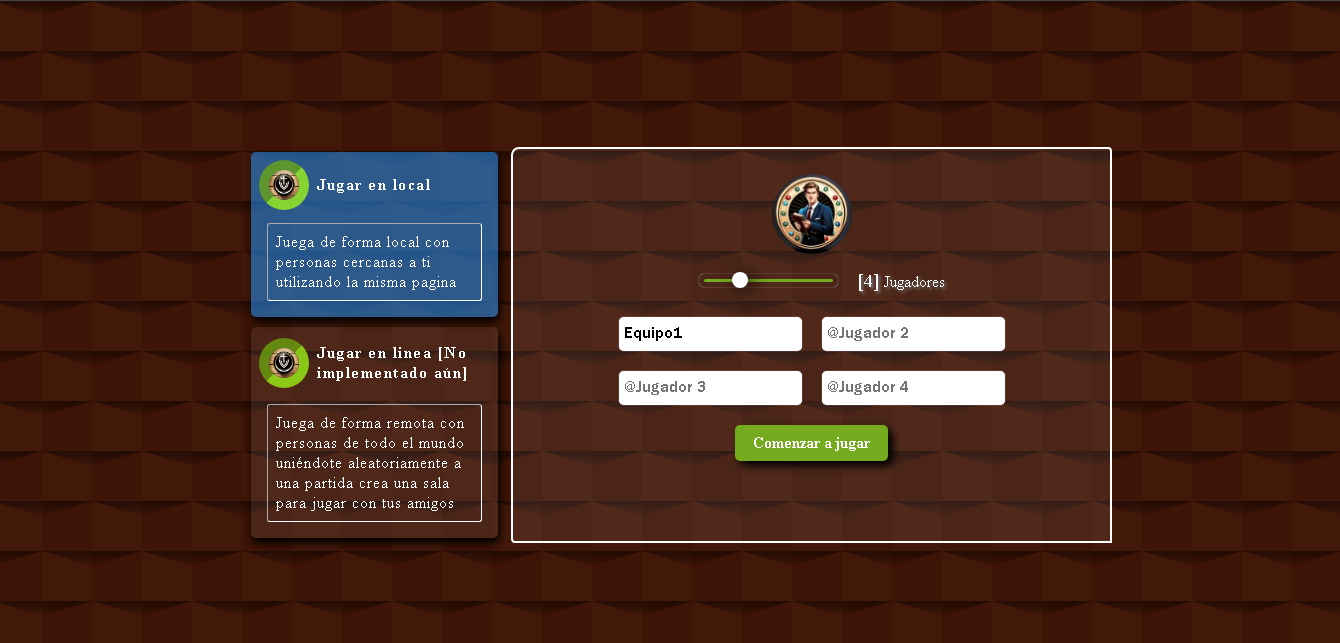 Jugar en local
Juega de forma local con
personas cercanas a ti
utilizando la misma pagina
Jugar en linea [No
implementado aún]
Juega de forma remota con
personas de todo el mundo
uniéndote aleatoriamente a
una partida crea una sala
para jugar con tus amigos
[4] Jugadores
Equipo1
@Jugador 2
@Jugador 3
@Jugador 4
Comenzar a jugar